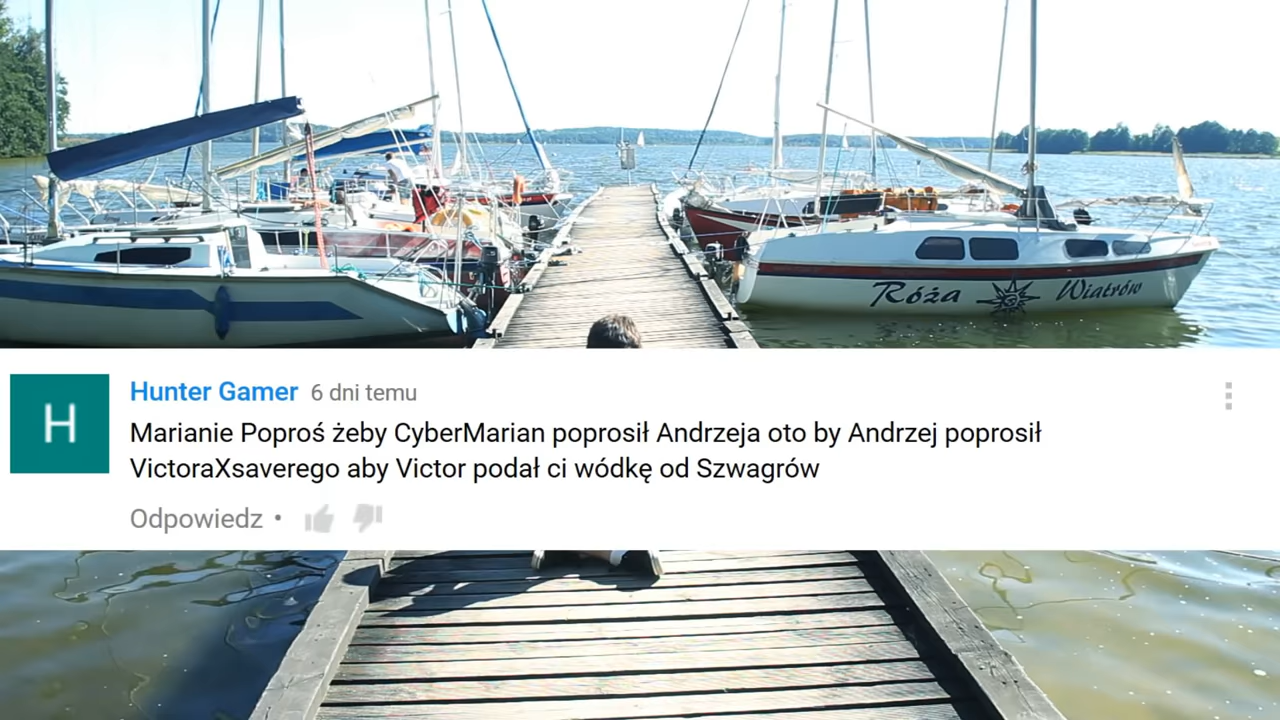 Róża Wiatrów
Hunter Gamer 6 dni temu
H
Marianie Poproś żeby CyberMarian poprosił Andrzeja oto by Andrzej poprosił
VictoraXsaverego aby Victor podał ci wódkę od Szwagrów
Odpowiedz •